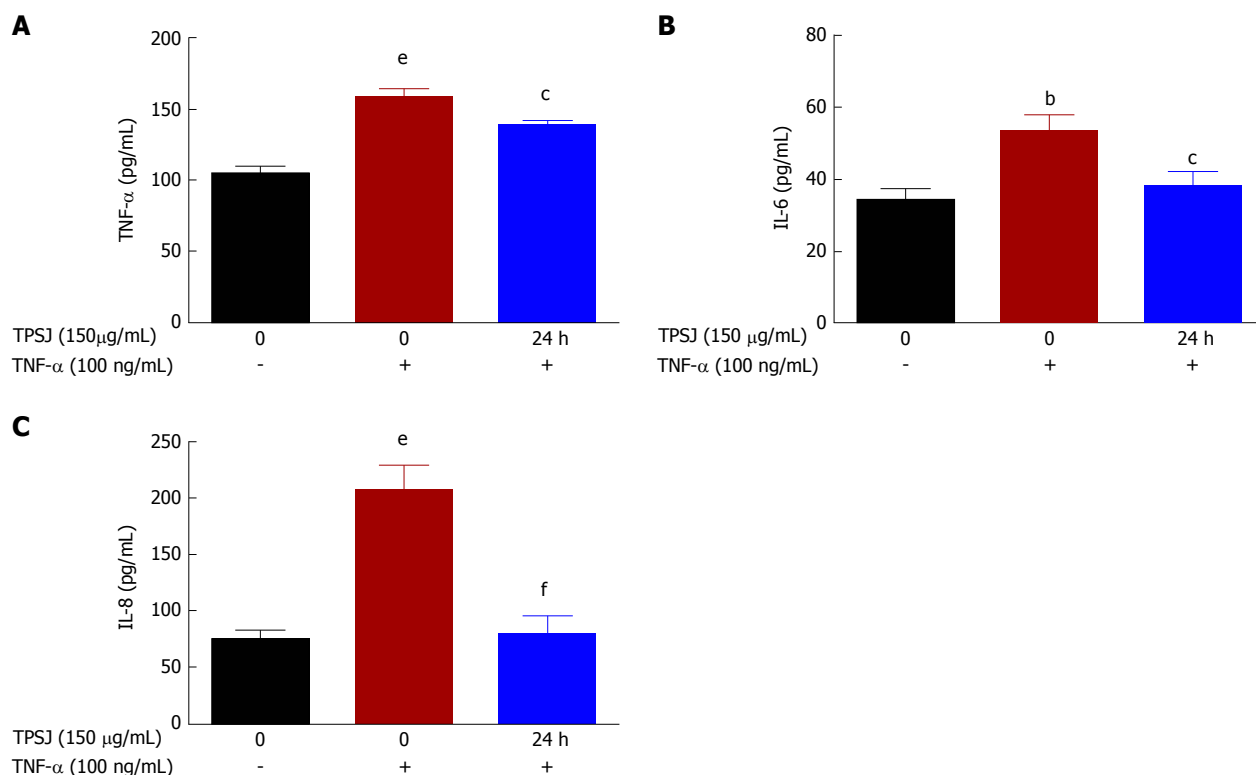 A
TNF-α (pg/mL)
200
150
100
50
0
e
c
TPSJ (150μg/mL) 0 0 24 h
TNF-α (100 ng/mL) - + +
B
IL-6 (pg/mL)
80
60
40
20
0
b
c
TPSJ (150 μg/mL) 0 0 24 h
TNF-α (100 ng/mL) - + +
C
IL-8 (pg/mL)
250
200
150
100
50
0
e
f
TPSJ (150 μg/mL) 0 0 24 h
TNF-α (100 ng/mL) - + +